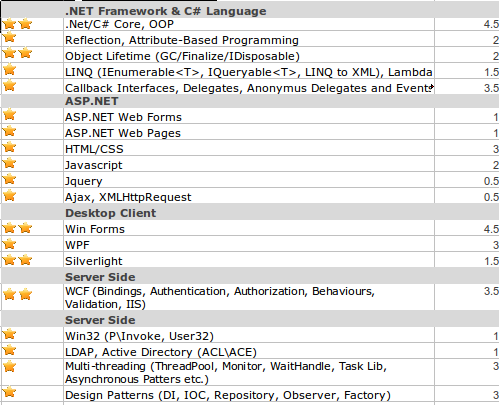 .NET Framework & C# Language
.Net/C# Core, OOP 4.5
Reflection, Attribute-Based Programming 2
Object Lifetime (GC/Finalize/IDisposable) 2
LINQ (IEnumerable<T>, IQueryable<T>, LINQ to XML), Lambda 1.5
Callback Interfaces, Delegates, Anonymus Delegates and Events 3.5
ASP.NET
ASP.NET Web Forms 1
ASP.NET Web Pages 1
HTML/CSS 3
Javascript 2
Jquery 0.5
Ajax, XMLHttpRequest 0.5
Desktop Client
Win Forms 4.5
WPF 3
Silverlight 1.5
Server Side
WCF (Bindings, Authentication, Authorization, Behaviours, 3.5
Validation, IIS)
Server Side
Win32 (P\Invoke, User32) 1
LDAP, Active Directory (ACL\ACE) 1
Multi-threading (ThreadPool, Monitor, WaitHandle, Task Lib, 3
Asynchronous Patters etc.)
Design Patterns (DI, IOC, Repository, Observer, Factory) 3